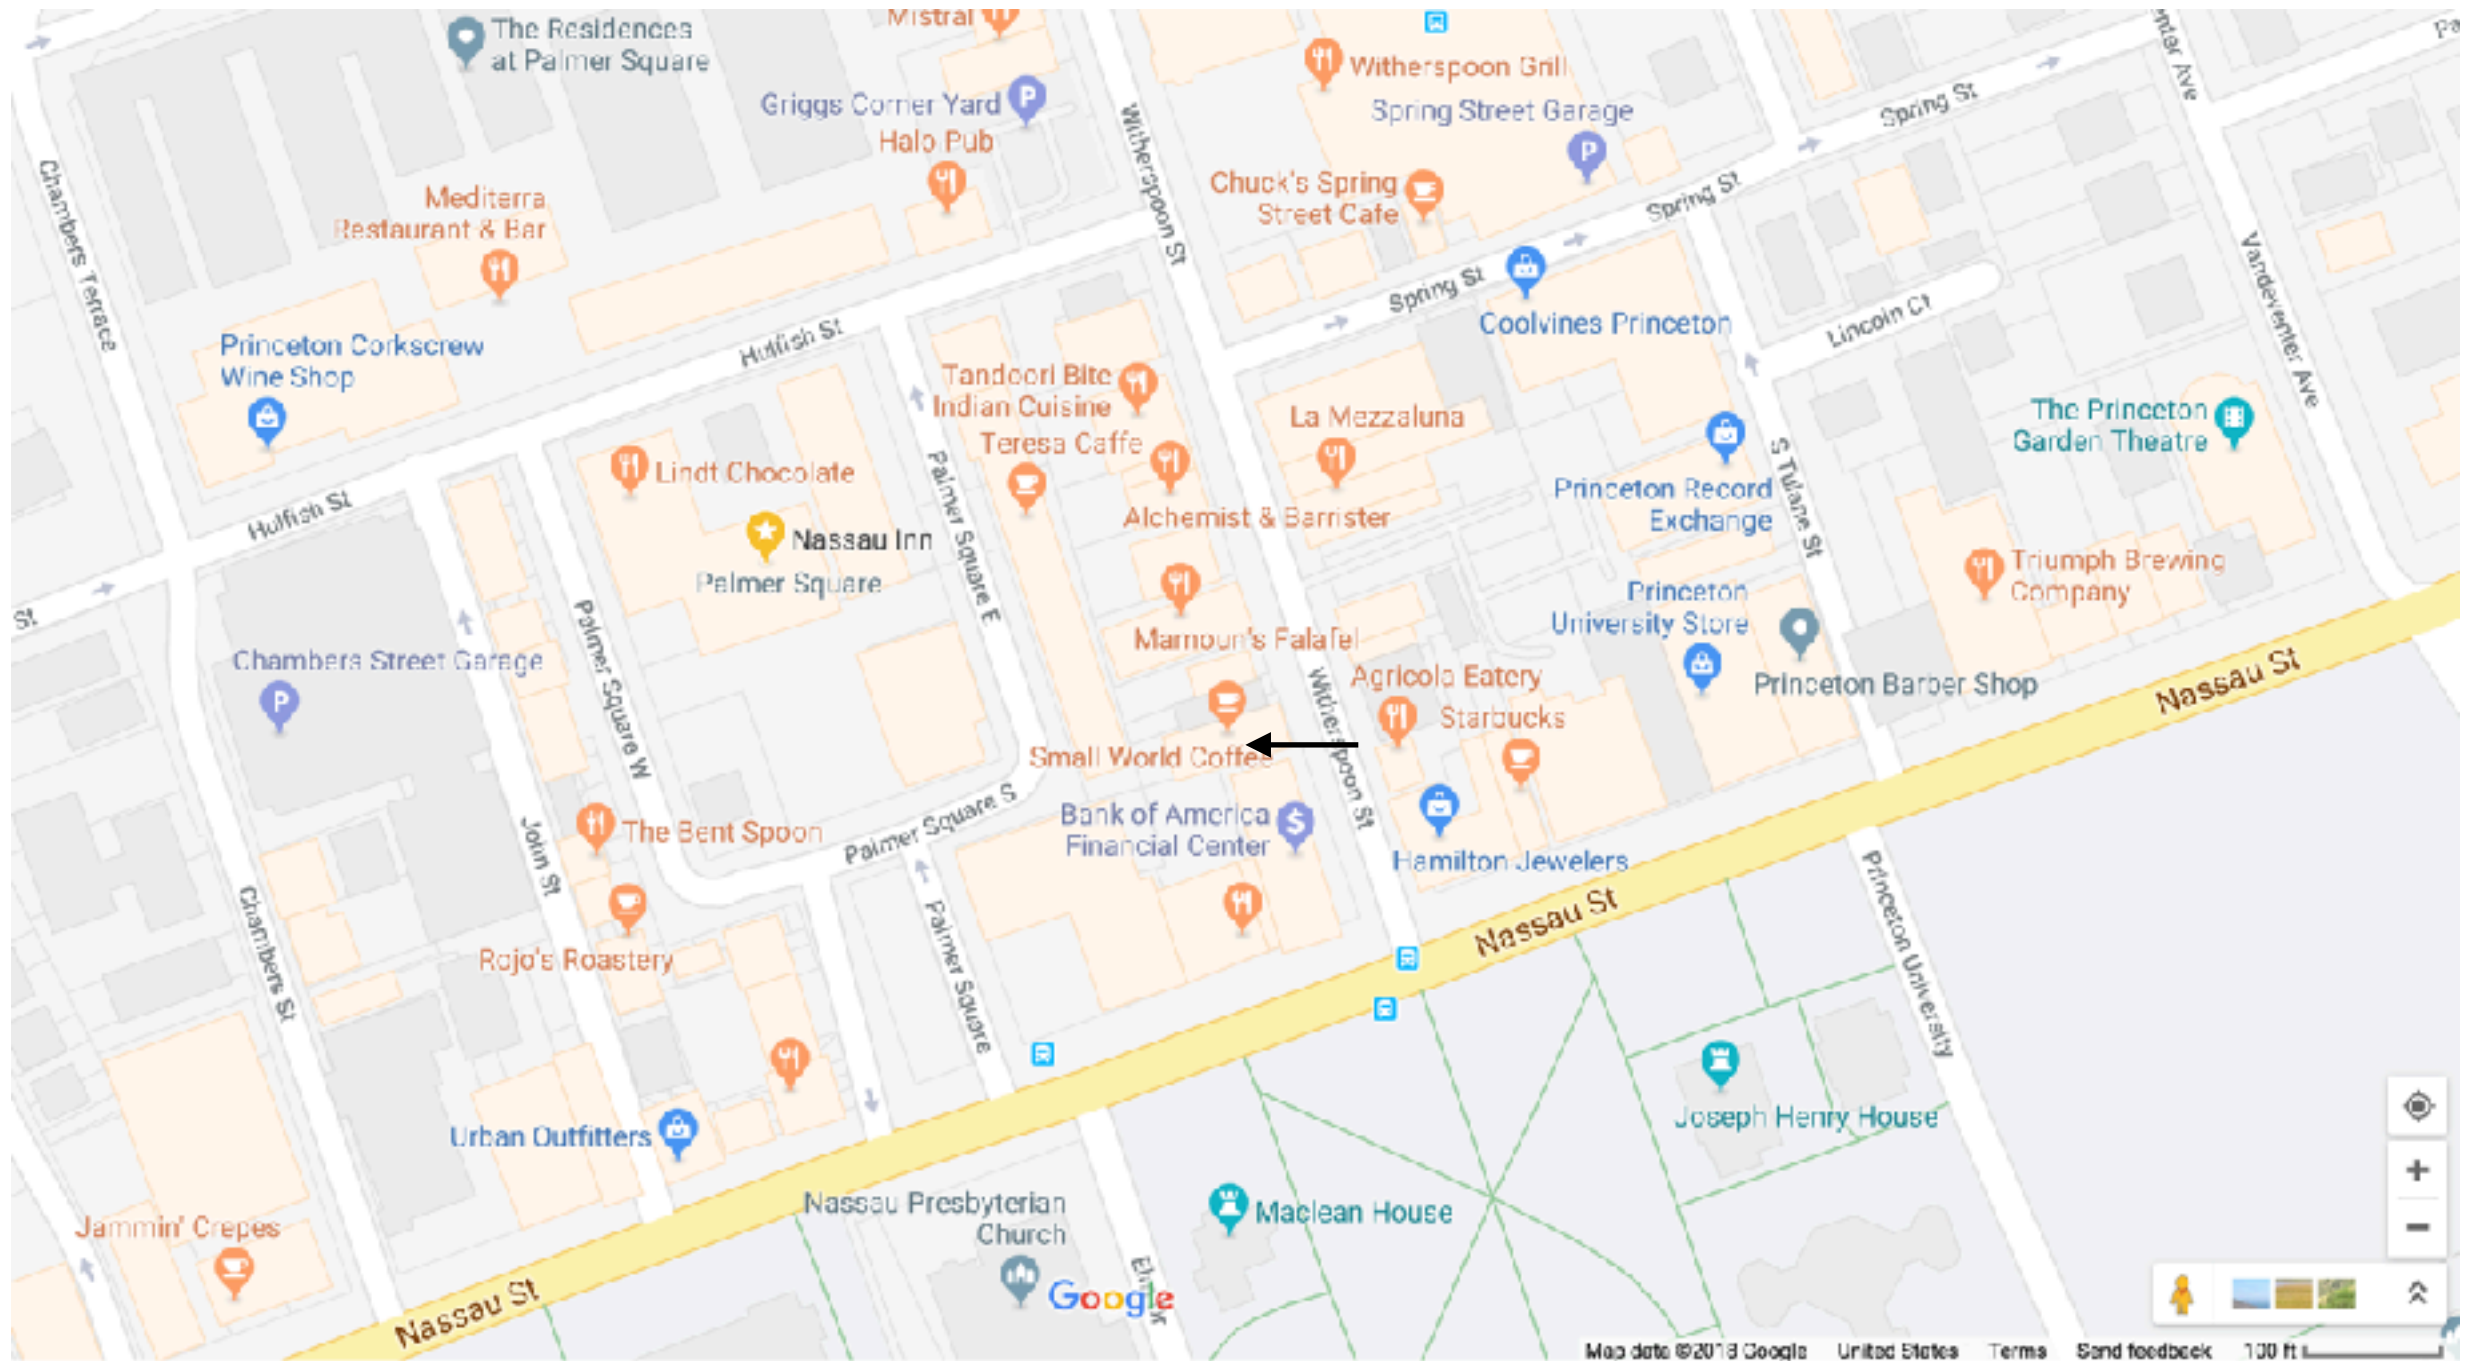 The Residences
at Palmer Square
Mistral
Witherspoon Grill
Griggs Corner Yard
P
Spring Street Garage
P
Halo Pub
Spring St
Witherspoon St
Chambers Terrace
Mediterra
Restaurant & Bar
Chuck's Spring
Street Cafe
Spring St
Spring St
Vandeventer Ave
Princeton Corkscrew
Wine Shop
Hulfish St
Coolvines Princeton
Lincoln Ct
Tandoori Bite
Indian Cuisine
La Mezzaluna
The Princeton
Garden Theatre
Teresa Caffe
Lindt Chocolate
Palmer Square E
S Tulane St
Hulfish St
Princeton Record
Exchange
Alchemist & Barrister
Nassau Inn
Palmer Square
Triumph Brewing
Company
St
Princeton
University Store
Mamoun's Falafel
Chambers Street Garage
P
Palmer Square W
Agricola Eatery
Princeton Barber Shop
Nassau St
Starbucks
Witherspoon St
Small World Coffee
Bank of America
Financial Center
$
The Bent Spoon
Palmer Square S
John St
Hamilton Jewelers
Princeton University
Chambers St
Palmer Square
Nassau St
Rojo's Roastery
Urban Outfitters
Joseph Henry House
Nassau Presbyterian
Church
Maclean House
Jammin' Crepes
Nassau St
Google
+
−
Map data ©2018 Google
United States
Terms
Send feedback
100 ft